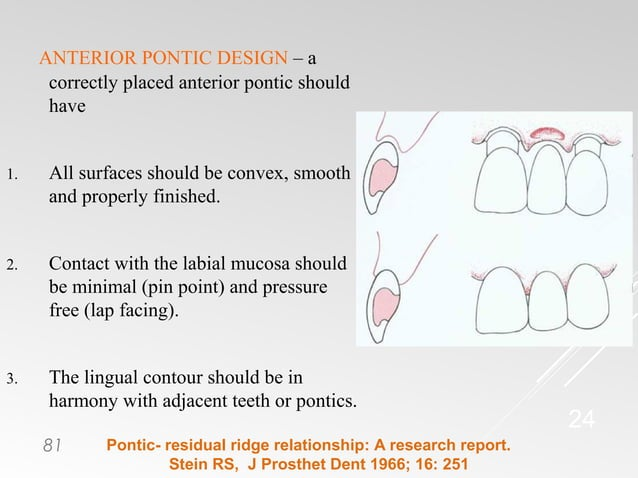 ANTERIOR PONTIC DESIGN – a
correctly placed anterior pontic should
have
1. All surfaces should be convex, smooth
and properly finished.
2. Contact with the labial mucosa should
be minimal (pin point) and pressure
free (lap facing).
3. The lingual contour should be in
harmony with adjacent teeth or pontics.
24
81
Pontic- residual ridge relationship: A research report.
Stein RS, J Prosthet Dent 1966; 16: 251